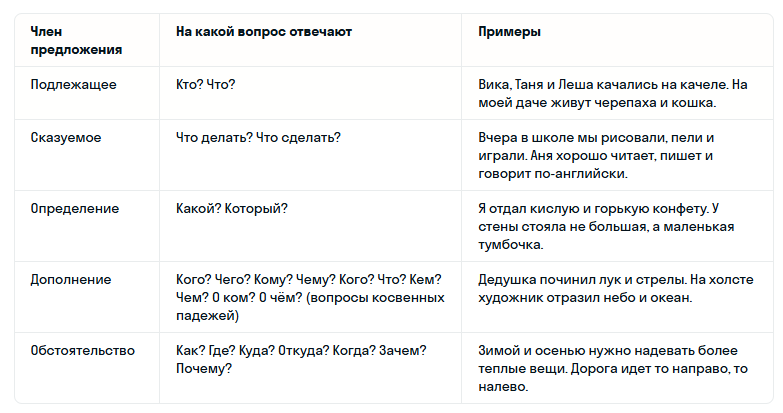 Член
предложения
На какой вопрос отвечают
Примеры
Подлежащее
Кто? Что?
Вика, Таня и Леша качались на качеле. На
моей даче живут черепаха и кошка.
Сказуемое
Что делать? Что сделать?
Вчера в школе мы рисовали, пели и
играли. Аня хорошо читает, пишет и
говорит по-английски.
Определение
Какой? Который?
Я отдал кислую и горькую конфету. У
стены стояла не большая, а маленькая
тумбочка.
Дополнение
Кого? Чего? Кому? Чему? Кого? Что? Кем?
Чем? О ком? О чём? (вопросы косвенных
падежей)
Дедушка починил лук и стрелы. На холсте
художник отразил небо и океан.
Обстоятельство
Как? Где? Куда? Откуда? Когда? Зачем?
Почему?
Зимой и осенью нужно надевать более
теплые вещи. Дорога идет то направо, то
налево.